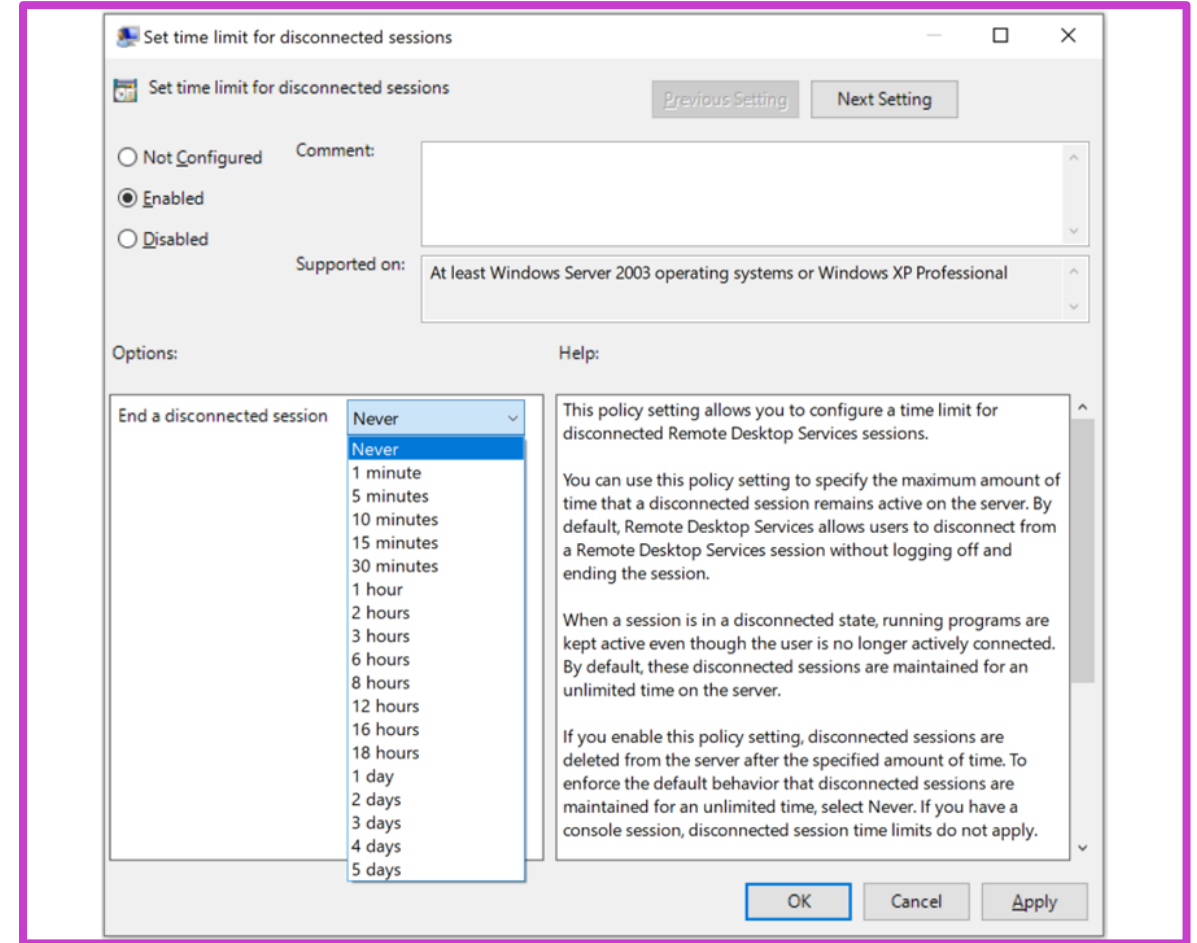 Set time limit for disconnected sessions
Set time limit for disconnected sessions
Previous Setting
Next Setting
Not Configured
Enabled
Disabled
Comment:
Supported on:
At least Windows Server 2003 operating systems or Windows XP Professional
Options:
Help:
End a disconnected session
Never
Never
1 minute
5 minutes
10 minutes
15 minutes
30 minutes
1 hour
2 hours
3 hours
6 hours
8 hours
12 hours
16 hours
18 hours
1 day
2 days
3 days
4 days
5 days
This policy setting allows you to configure a time limit for
disconnected Remote Desktop Services sessions.
You can use this policy setting to specify the maximum amount of
time that a disconnected session remains active on the server. By
default, Remote Desktop Services allows users to disconnect from
a Remote Desktop Services session without logging off and
ending the session.
When a session is in a disconnected state, running programs are
kept active even though the user is no longer actively connected.
By default, these disconnected sessions are maintained for an
unlimited time on the server.
If you enable this policy setting, disconnected sessions are
deleted from the server after the specified amount of time. To
enforce the default behavior that disconnected sessions are
maintained for an unlimited time, select Never. If you have a
console session, disconnected session time limits do not apply.
OK
Cancel
Apply